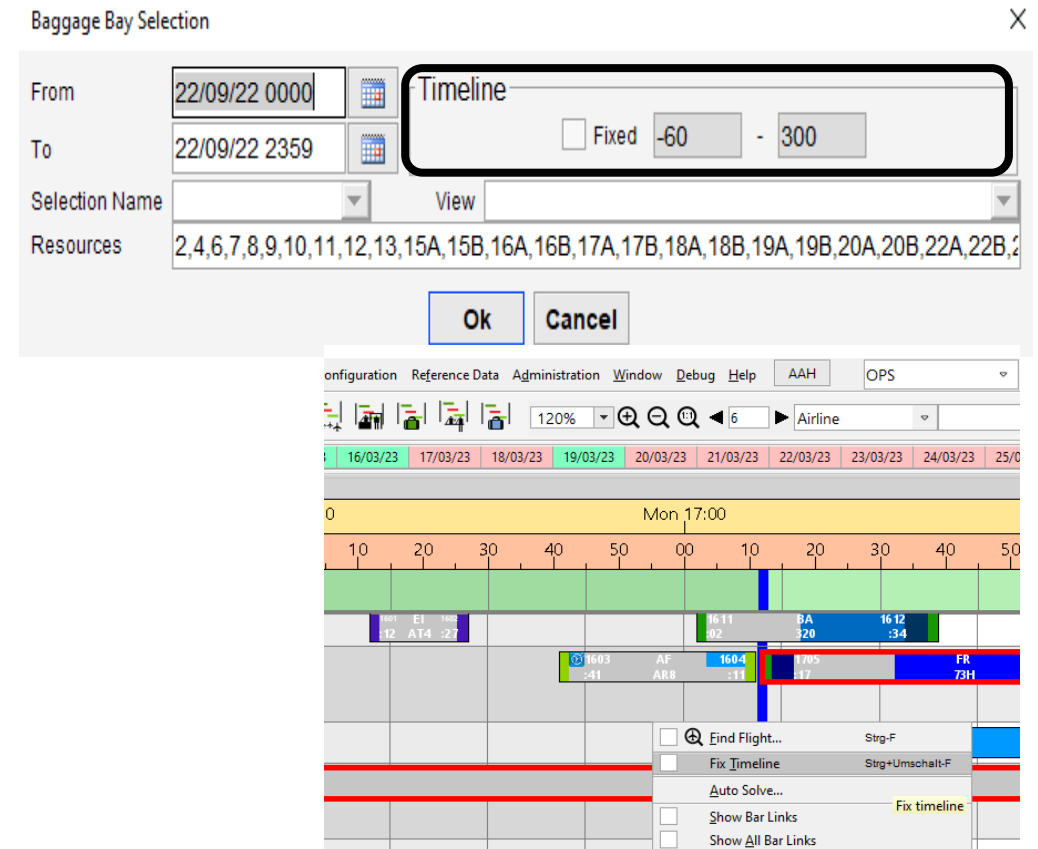 Baggage Bay Selection
From 22/09/22 0000
Timeline
Fixed -60 - 300
To 22/09/22 2359
Selection Name View
Resources 2,4,6,7,8,9,10,11,12,13,15A,15B,16A,16B,17A,17B,18A,18B,19A,19B,20A,20B,22A,22B,2
Ok Cancel
onfiguration Reference Data Administration Window Debug Help AAH OPS
120% 1:1 6 Airline
16/03/23 17/03/23 18/03/23 19/03/23 20/03/23 21/03/23 22/03/23 23/03/23 24/03/23 25/0
0 Mon 17:00
10 20 30 40 50 00 10 20 30 40 50
1601 EI 1602 1611 BA 1612
:12 AT4 :27 :02 320 :34
1603 AF 1604 1705 FR
:41 AR8 :11 :17 73H
Find Flight... Strg-F
Fix Timeline Strg+Umschalt-F
Auto Solve...
Fix timeline
Show Bar Links
Show All Bar Links